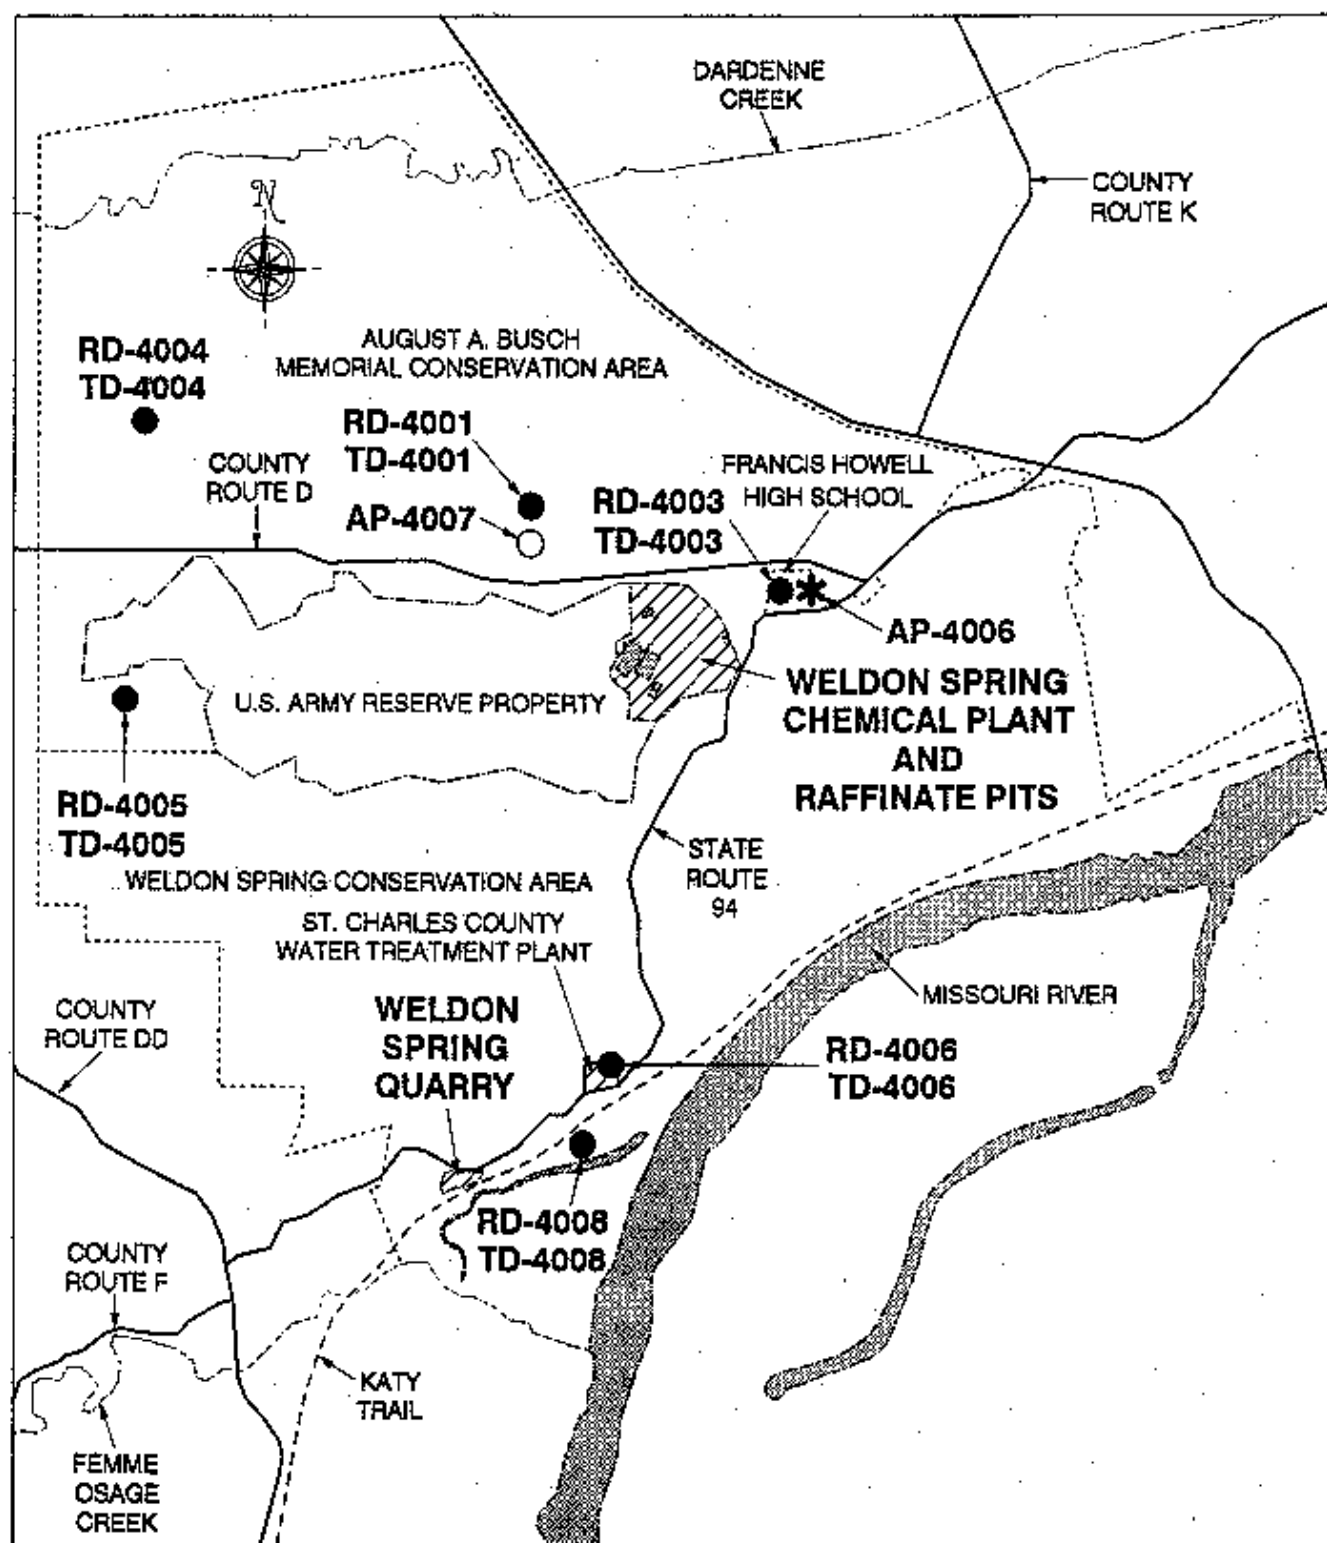 DARDENNE
CREEK
COUNTY
ROUTE K
N
RD-4004
TD-4004
AUGUST A. BUSCH
MEMORIAL CONSERVATION AREA
RD-4001
TD-4001
AP-4007
COUNTY
ROUTE D
FRANCIS HOWELL
HIGH SCHOOL
RD-4003
TD-4003
AP-4006
WELDON SPRING
CHEMICAL PLANT
AND
RAFFINATE PITS
U.S. ARMY RESERVE PROPERTY
RD-4005
TD-4005
STATE
ROUTE
94
WELDON SPRING CONSERVATION AREA
ST. CHARLES COUNTY
WATER TREATMENT PLANT
MISSOURI RIVER
COUNTY
ROUTE DD
WELDON
SPRING
QUARRY
RD-4006
TD-4006
RD-4008
TD-4008
COUNTY
ROUTE F
KATY
TRAIL
FEMME
OSAGE
CREEK